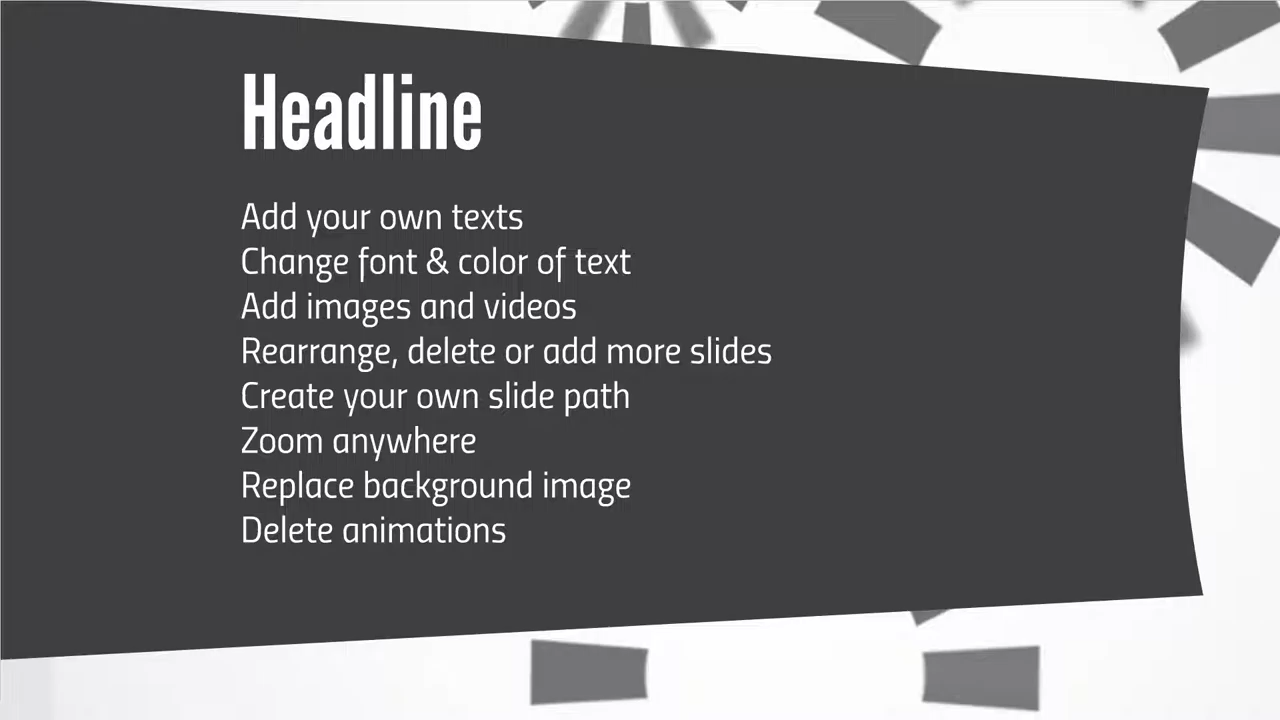 Headline
Add your own texts
Change font & color of text
Add images and videos
Rearrange, delete or add more slides
Create your own slide path
Zoom anywhere
Replace background image
Delete animations